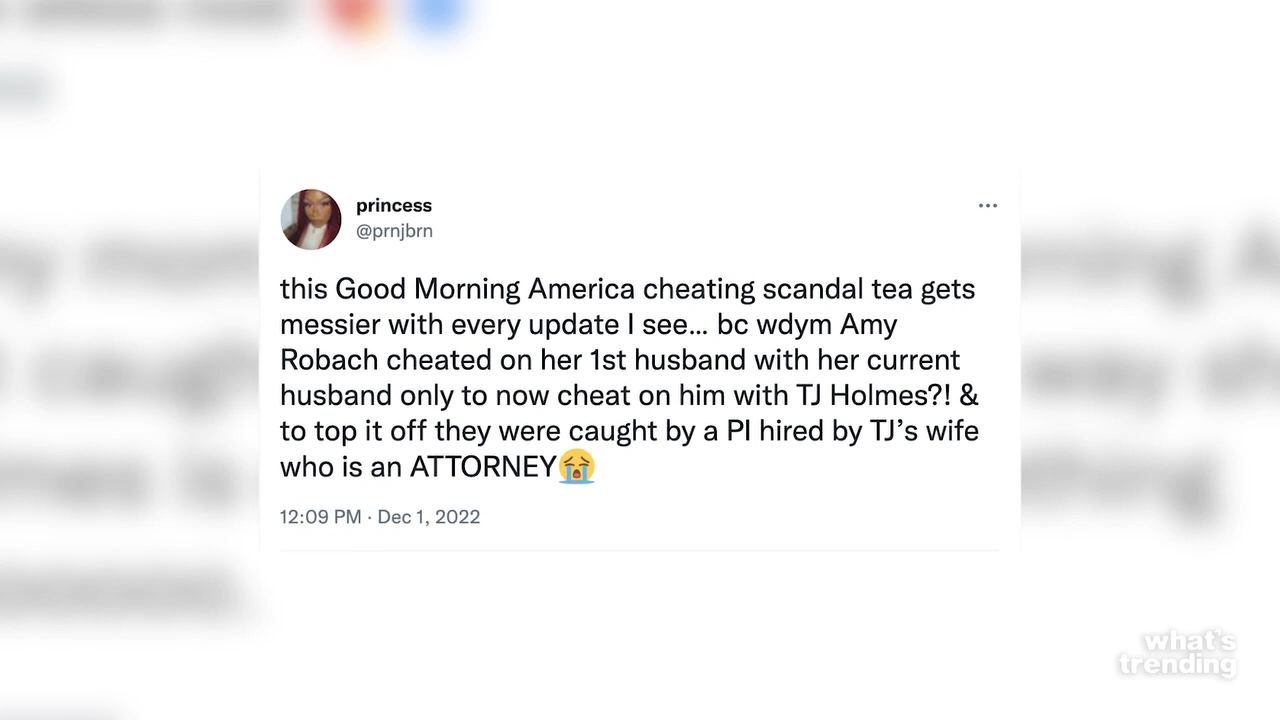 princess
@prnjbrn
this Good Morning America cheating scandal tea gets
messier with every update I see... bc wdym Amy
Robach cheated on her 1st husband with her current
husband only to now cheat on him with TJ Holmes?! &
to top it off they were caught by a PI hired by TJ’s wife
who is an ATTORNEY😭
12:09 PM · Dec 1, 2022
what's
trending